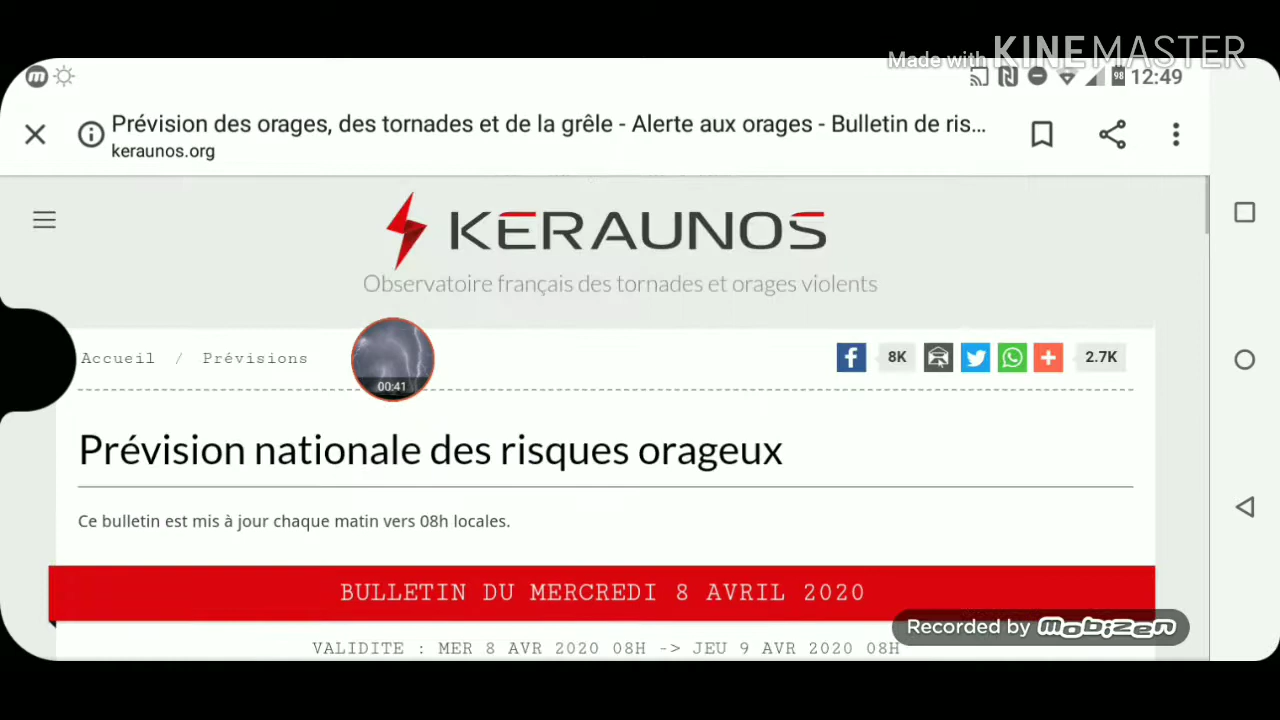 Made with KINEMASTER
98 12:49
Prévision des orages, des tornades et de la grêle - Alerte aux orages - Bulletin de ris...
keraunos.org
KERAUNOS
Observatoire français des tornades et orages violents
Accueil / Prévisions
8K
2.7K
00:41
Prévision nationale des risques orageux
Ce bulletin est mis à jour chaque matin vers 08h locales.
BULLETIN DU MERCREDI 8 AVRIL 2020
Recorded by mobizen
VALIDITE : MER 8 AVR 2020 08H -> JEU 9 AVR 2020 08H